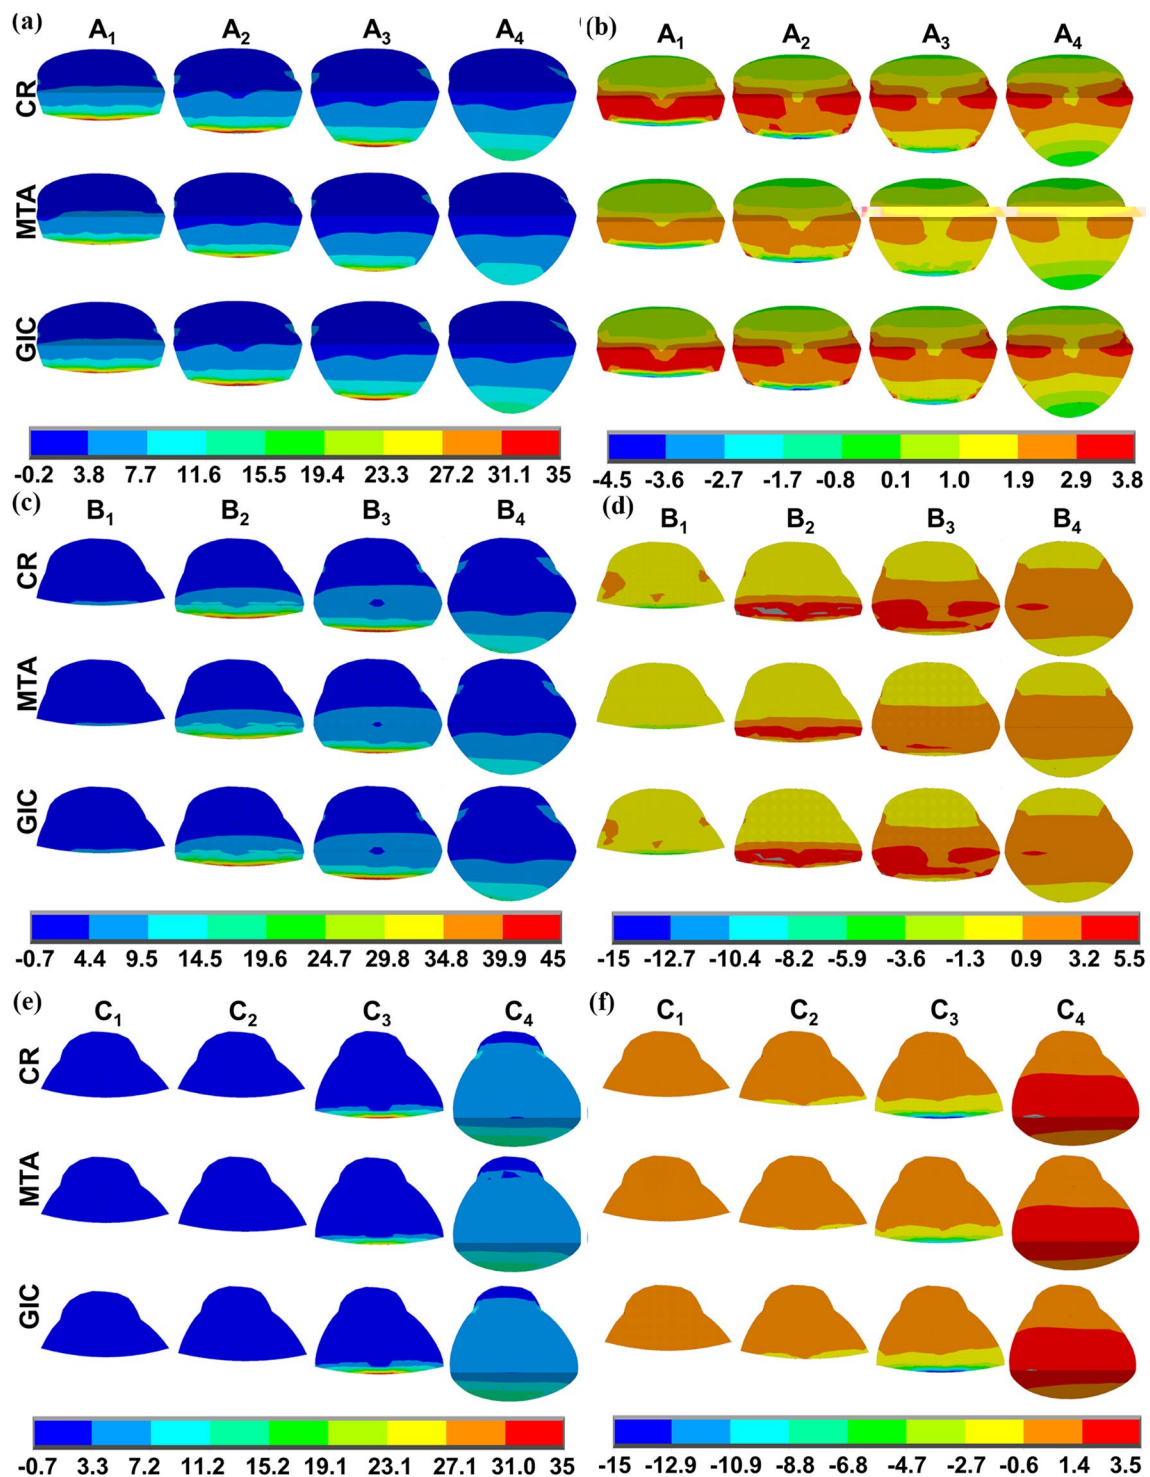 (a)
A1 A2 A3 A4
CR
MTA
GIC
-0.2 3.8 7.7 11.6 15.5 19.4 23.3 27.2 31.1 35
(b)
A1 A2 A3 A4
-4.5 -3.6 -2.7 -1.7 -0.8 0.1 1.0 1.9 2.9 3.8
(c)
B1 B2 B3 B4
CR
MTA
GIC
-0.7 4.4 9.5 14.5 19.6 24.7 29.8 34.8 39.9 45
(d)
B1 B2 B3 B4
-15 -12.7 -10.4 -8.2 -5.9 -3.6 -1.3 0.9 3.2 5.5
(e)
C1 C2 C3 C4
CR
MTA
GIC
-0.7 3.3 7.2 11.2 15.2 19.1 23.1 27.1 31.0 35
(f)
C1 C2 C3 C4
-15 -12.9 -10.9 -8.8 -6.8 -4.7 -2.7 -0.6 1.4 3.5